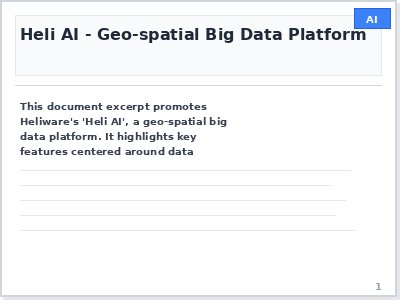 AI
Heli AI - Geo-spatial Big Data Platform
This document excerpt promotes
Heliware's 'Heli AI', a geo-spatial big
data platform. It highlights key
features centered around data
1